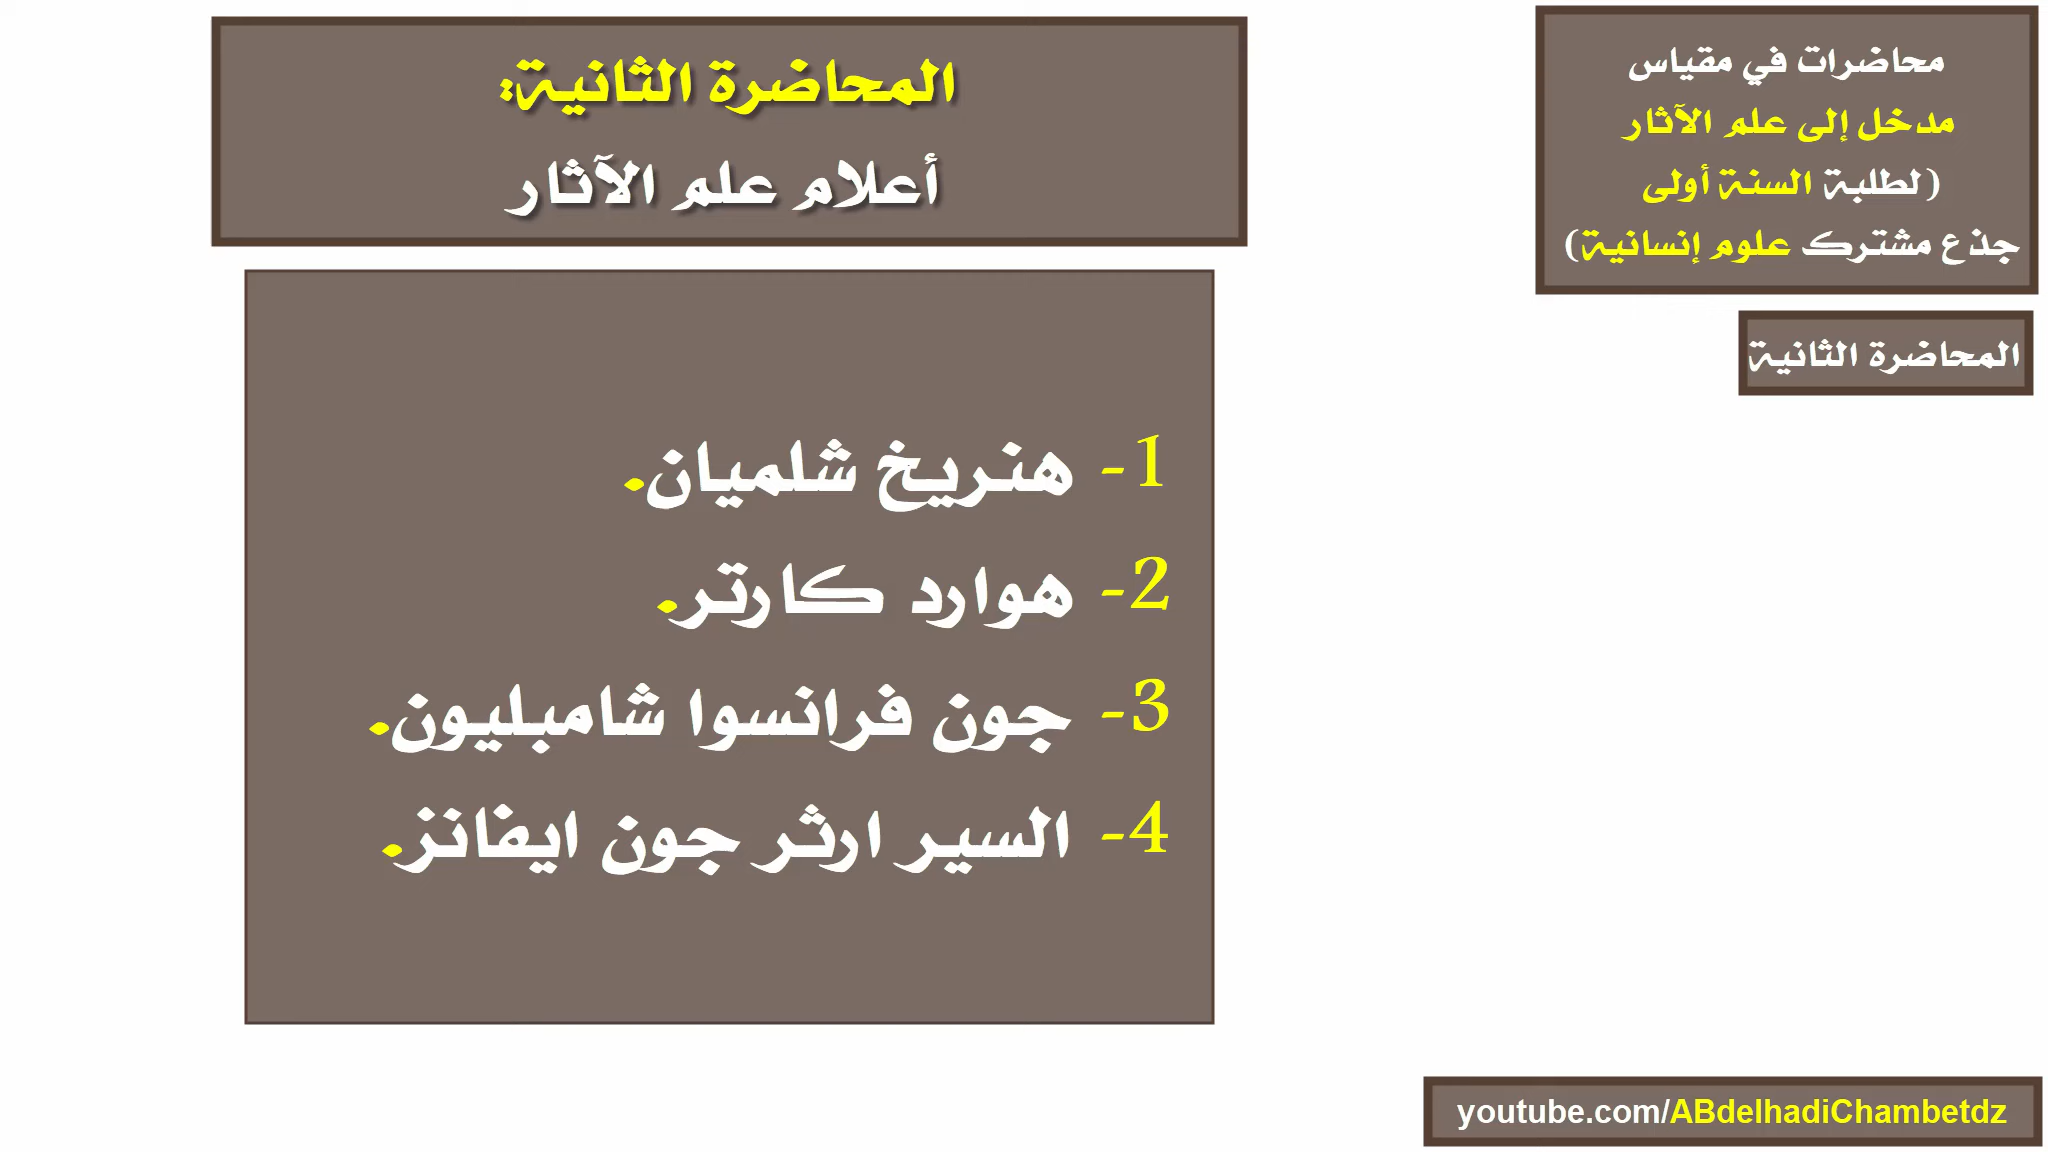 محاضرات في مقياس
مدخل إلى علم الآثار
(لطلبة السنة أولى
جذع مشترك علوم إنسانية)
المحاضرة الثانية
المحاضرة الثانية:
أعلام علم الآثار
1- هنريخ شلميان.
2- هوارد كارتر.
3- جون فرانسوا شامبليون.
4- السير ارثر جون ايفانز.
youtube.com/ABdelhadiChambetdz